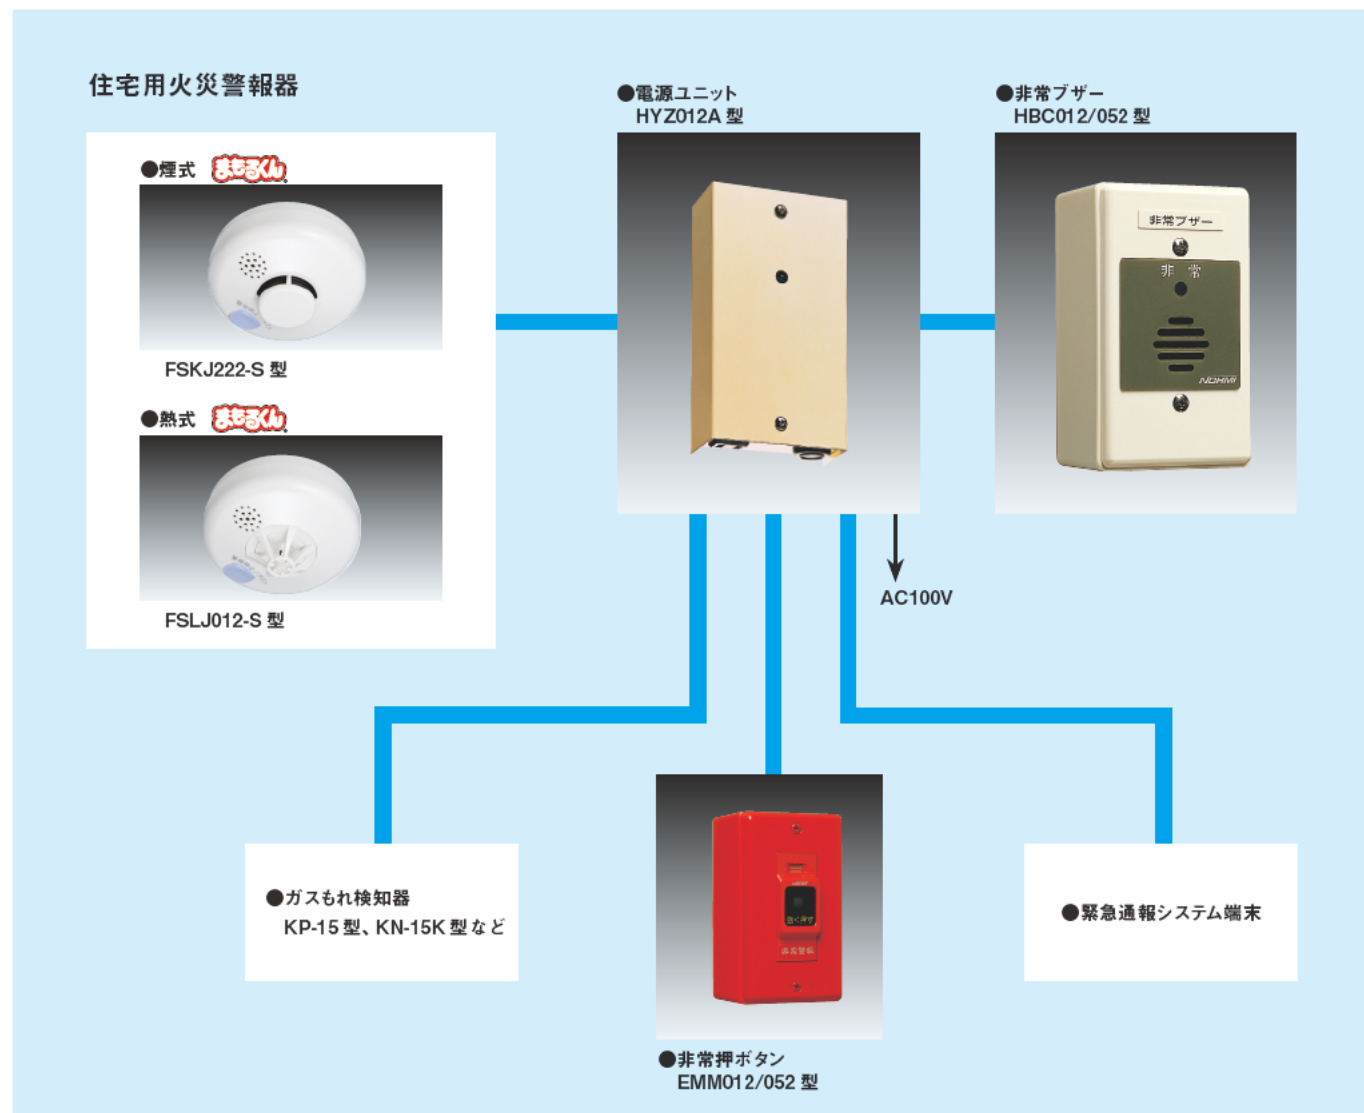 住宅用火災警報器
●煙式 まもるくん
FSKJ222-S 型
●熱式 まもるくん
FSLJ012-S 型
●電源ユニット
HYZ012A 型
●非常ブザー
HBC012/052 型
非常ブザー
非 常
NOHMI
AC100V
●ガスもれ検知器
KP-15 型、KN-15K 型など
強く押す
非常警報
●非常押ボタン
EMM012/052 型
●緊急通報システム端末